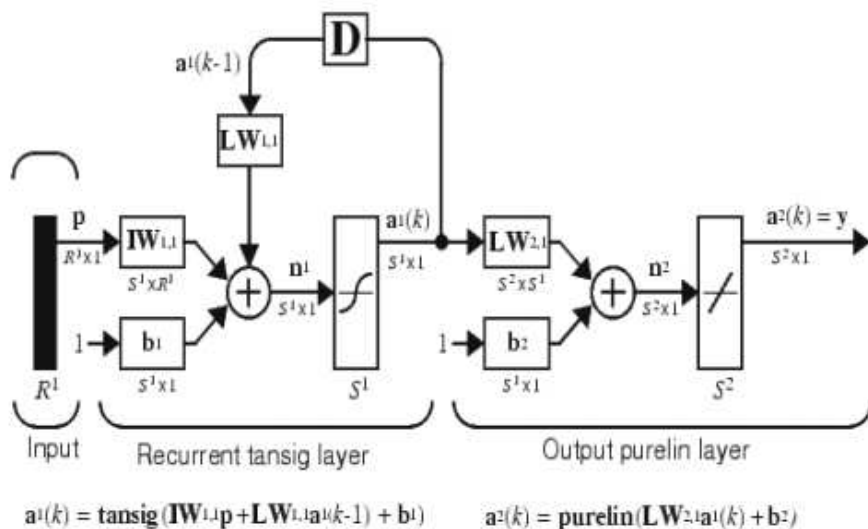 D
a¹(k-1)
LW1,1
p
R¹x1
IW1,1
S¹xR¹
1
b1
S¹x1
R¹
n¹
S¹x1
S¹
a¹(k)
S¹x1
LW2,1
S²xS¹
1
b2
S¹x1
n²
S²x1
S²
a²(k) = y
S²x1
Input
Recurrent tansig layer
Output purelin layer
a¹(k) = tansig(IW1,1p+LW1,1a¹(k-1) + b¹)
a²(k) = purelin(LW2,1a¹(k) + b²)